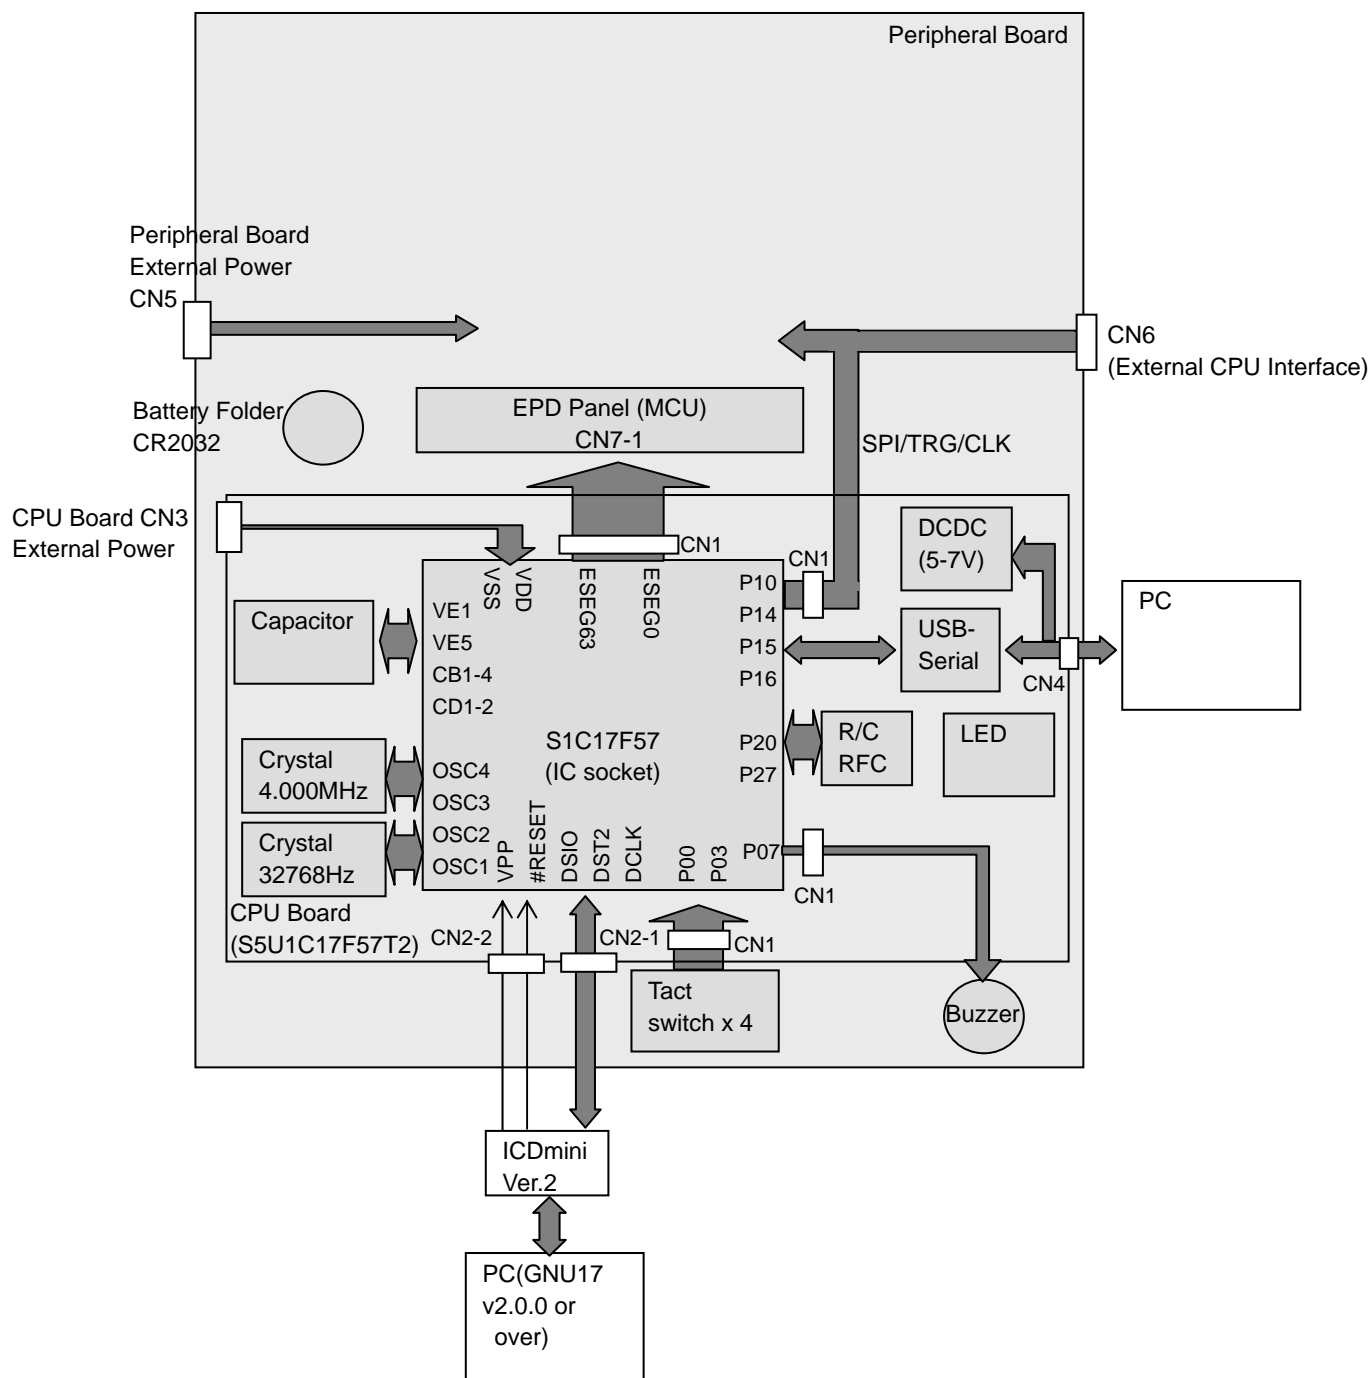 Peripheral Board
Peripheral Board
External Power
CN5
CN6
(External CPU Interface)
Battery Folder
CR2032
EPD Panel (MCU)
CN7-1
SPI/TRG/CLK
CPU Board CN3
External Power
CN1
CN1
DCDC
(5-7V)
PC
VSS
VDD
ESEG63
ESEG0
Capacitor
VE1
VE5
CB1-4
CD1-2
P10
P14
P15
P16
USB-
Serial
CN4
S1C17F57
(IC socket)
P20
P27
R/C
RFC
LED
Crystal
4.000MHz
OSC4
OSC3
Crystal
32768Hz
OSC2
OSC1
VPP
#RESET
DSIO
DST2
DCLK
P00
P03
P07
CN1
CPU Board
(S5U1C17F57T2)
CN2-2
CN2-1
CN1
Tact
switch x 4
Buzzer
ICDmini
Ver.2
PC(GNU17
v2.0.0 or
over)